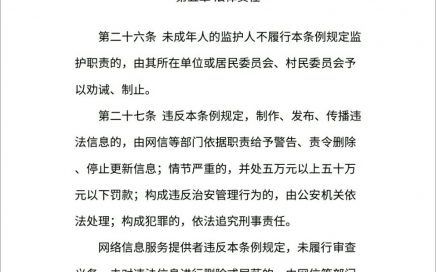 第二十六条 未成年人的监护人不履行本条例规定监
护职责的，由其所在单位或居民委员会、村民委员会予
以劝诫、制止。
第二十七条 违反本条例规定，制作、发布、传播违
法信息的，由网信等部门依据职责给予警告、责令删除
、停止更新信息；情节严重的，并处五万元以上五十万
元以下罚款；构成违反治安管理行为的，由公安机关依
法处理；构成犯罪的，依法追究刑事责任。
网络信息服务提供者违反本条例规定，未履行审查